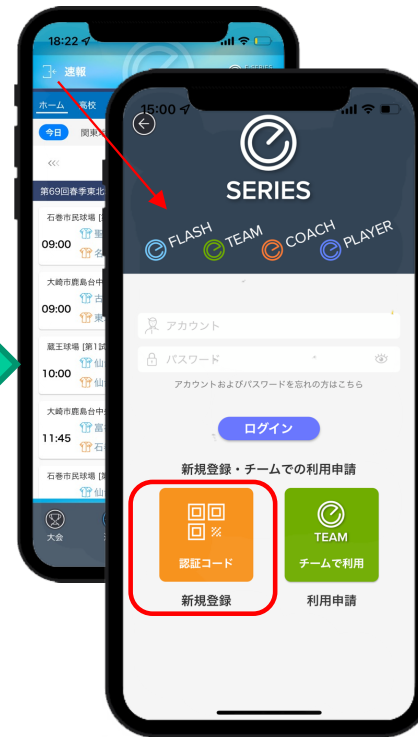 18:22
速報
ホーム
高校
今日
関東
第69回春季東北
石巻市民球場 [
09:00
大崎市鹿島台中
09:00
蔵王球場 [第1試
10:00
仙
仙
大崎市鹿島台中
11:45
富
石
石巻市民球場 [第
仙
大会
15:00
SERIES
FLASH
TEAM
COACH
PLAYER
アカウント
パスワード
アカウントおよびパスワードを忘れの方はこちら
ログイン
新規登録・チームでの利用申請
認証コード
新規登録
TEAM
チームで利用
利用申請